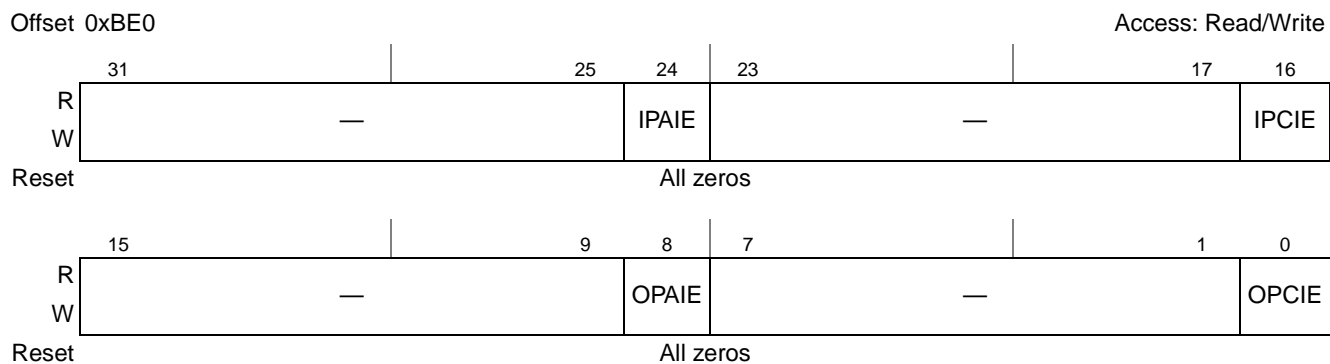 Offset 0xBE0 Access: Read/Write
31 25 24 23 17 16
R
W
— IPAIE — IPCIE
Reset All zeros
15 9 8 7 1 0
R
W
— OPAIE — OPCIE
Reset All zeros